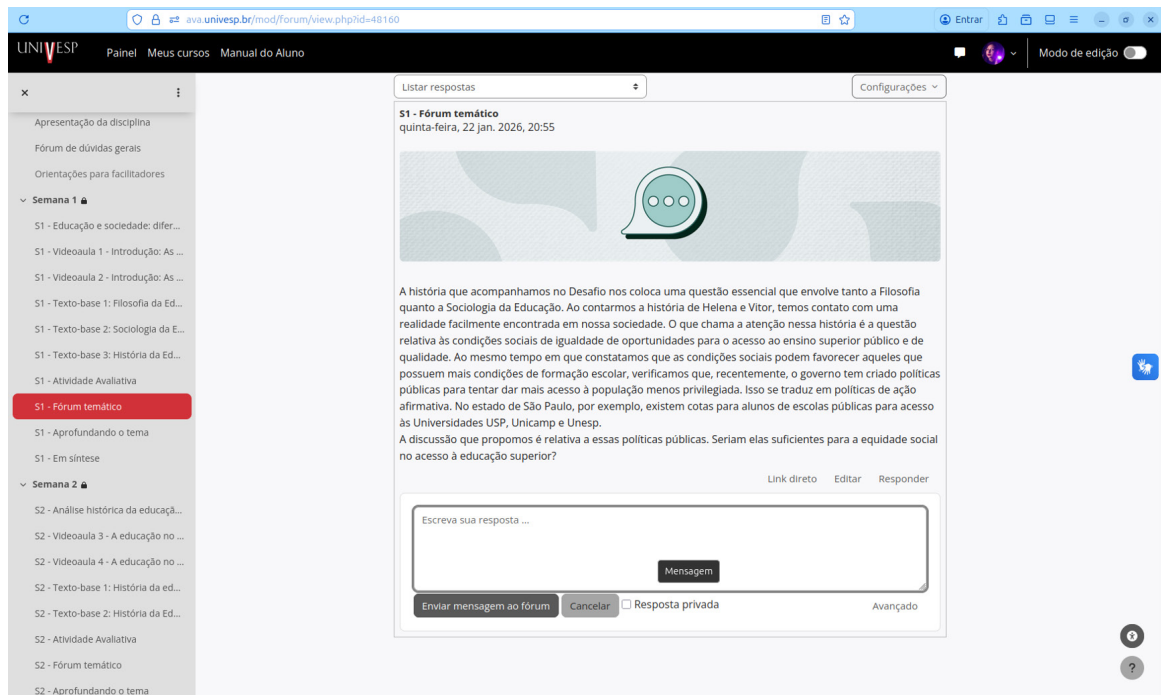 ava.univesp.br/mod/forum/view.php?id=48160
Entrar
UNIVESP
Painel Meus cursos Manual do Aluno
Modo de edição
Apresentação da disciplina
Fórum de dúvidas gerais
Orientações para facilitadores
Semana 1
S1 - Educação e sociedade: difer...
S1 - Videoaula 1 - Introdução: As ...
S1 - Videoaula 2 - Introdução: As ...
S1 - Texto-base 1: Filosofia da Ed...
S1 - Texto-base 2: Sociologia da E...
S1 - Texto-base 3: História da Ed...
S1 - Atividade Avaliativa
S1 - Fórum temático
S1 - Aprofundando o tema
S1 - Em síntese
Semana 2
S2 - Análise histórica da educaçã...
S2 - Videoaula 3 - A educação no ...
S2 - Videoaula 4 - A educação no ...
S2 - Texto-base 1: História da ed...
S2 - Texto-base 2: História da Ed...
S2 - Atividade Avaliativa
S2 - Fórum temático
S2 - Aprofundando o tema
Listar respostas
Configurações
S1 - Fórum temático
quinta-feira, 22 jan. 2026, 20:55
A história que acompanhamos no Desafio nos coloca uma questão essencial que envolve tanto a Filosofia
quanto a Sociologia da Educação. Ao contarmos a história de Helena e Vitor, temos contato com uma
realidade facilmente encontrada em nossa sociedade. O que chama a atenção nessa história é a questão
relativa às condições sociais de igualdade de oportunidades para o acesso ao ensino superior público e de
qualidade. Ao mesmo tempo em que constatamos que as condições sociais podem favorecer aqueles que
possuem mais condições de formação escolar, verificamos que, recentemente, o governo tem criado políticas
públicas para tentar dar mais acesso à população menos privilegiada. Isso se traduz em políticas de ação
afirmativa. No estado de São Paulo, por exemplo, existem cotas para alunos de escolas públicas para acesso
às Universidades USP, Unicamp e Unesp.
A discussão que propomos é relativa a essas políticas públicas. Seriam elas suficientes para a equidade social
no acesso à educação superior?
Link direto Editar Responder
Escreva sua resposta ...
Mensagem
Enviar mensagem ao fórum Cancelar Resposta privada Avançado
?